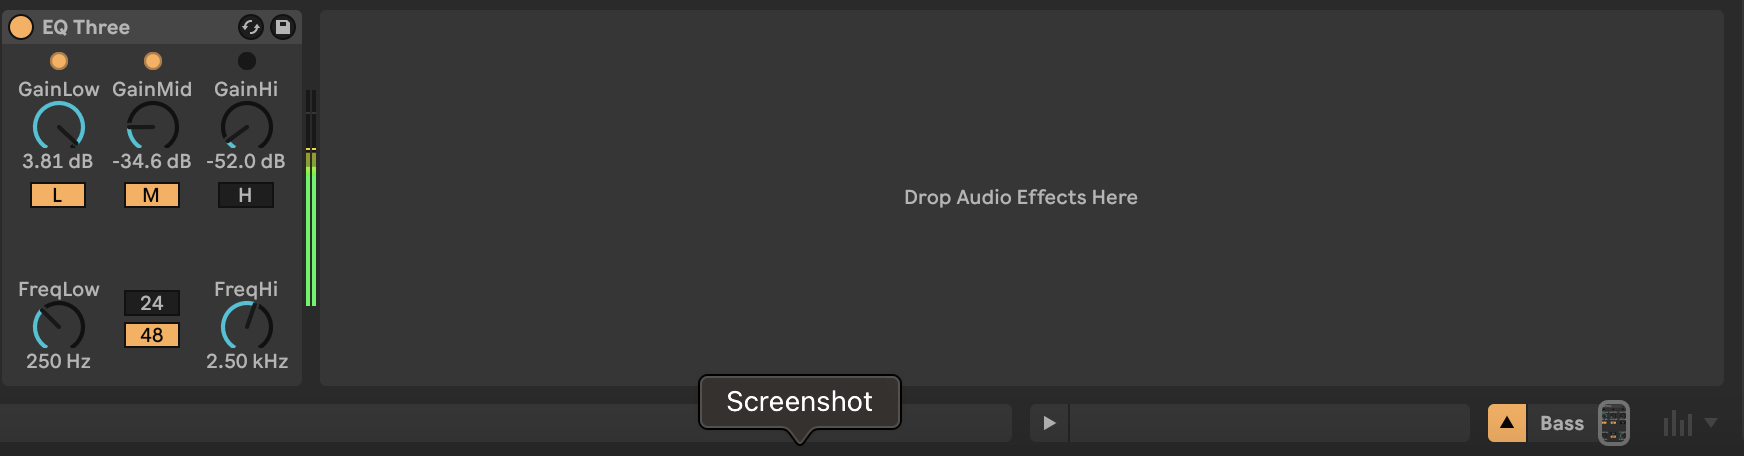 EQ Three
GainLow GainMid GainHi
3.81 dB -34.6 dB -52.0 dB
L M H
Drop Audio Effects Here
FreqLow FreqHi
24
48
250 Hz 2.50 kHz
Screenshot
Bass